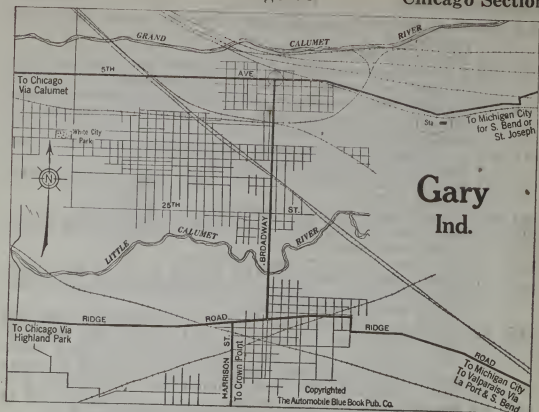 Chicago Section
GRAND CALUMET RIVER
5TH AVE.
To Chicago
Via Calumet
Sta.
To Michigan City
for S. Bend or
St. Joseph
White City
Park
N
Gary
Ind.
25TH ST.
BROADWAY
LITTLE CALUMET RIVER
RIDGE ROAD
RIDGE ROAD
To Chicago Via
Highland Park
HARRISON ST.
To Crown Point
To Michigan City
To Valparaiso Via
La Port & S. Bend
Copyrighted
The Automobile Blue Book Pub. Co.